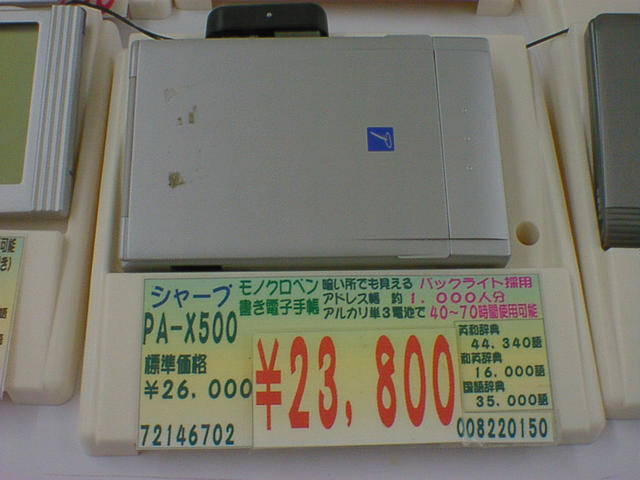 シャープ
モノクロペン
書き電子手帳
暗い所でも見えるバックライト採用
アドレス帳 約1,000人分
アルカリ単3電池で40~70時間使用可能
PA-X500
標準価格
¥26,000
¥23,800
英和辞典
44,340語
和英辞典
16,000語
国語辞典
35,000語
72146702
008220150
可能
き)